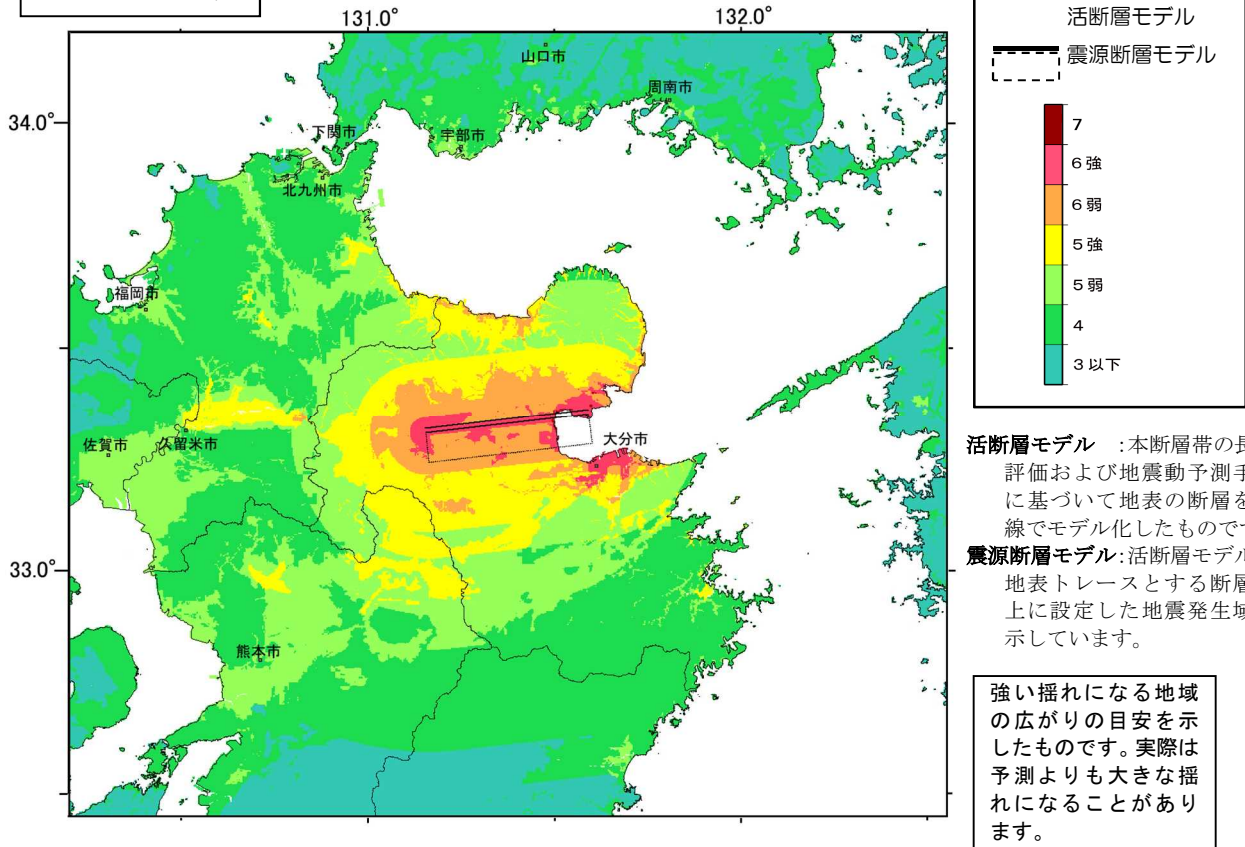 131.0°
132.0°
34.0°
33.0°
山口市
周南市
下関市
宇部市
北九州市
福岡市
佐賀市
久留米市
大分市
熊本市
活断層モデル
震源断層モデル
7
6強
6弱
5強
5弱
4
3以下
活断層モデル :本断層帯の長
評価および地震動予測手
に基づいて地表の断層を
線でモデル化したものです
震源断層モデル:活断層モデル
地表トレースとする断層
上に設定した地震発生域
示しています。
強い揺れになる地域
の広がりの目安を示
したものです。実際は
予測よりも大きな揺
れになることがあり
ます。